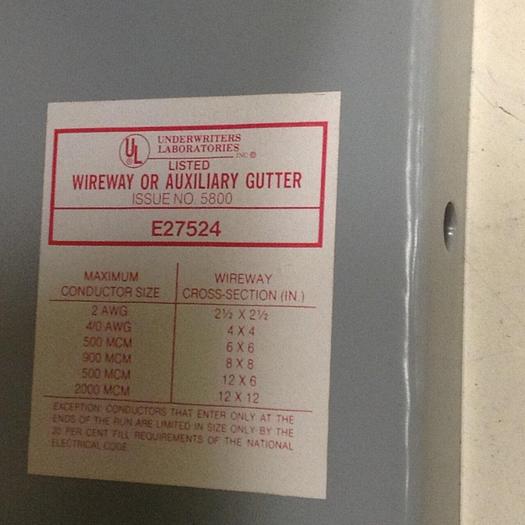 UL UNDERWRITERS
LABORATORIES INC ®
LISTED
WIREWAY OR AUXILIARY GUTTER
ISSUE NO. 5800
E27524
MAXIMUM WIREWAY
CONDUCTOR SIZE CROSS-SECTION (IN.)
2 AWG 2½ X 2½
4/0 AWG 4 X 4
500 MCM 6 X 6
900 MCM 8 X 8
500 MCM 12 X 6
2000 MCM 12 X 12
EXCEPTION: CONDUCTORS THAT ENTER ONLY AT THE
ENDS OF THE RUN ARE LIMITED IN SIZE ONLY BY THE
20 PER CENT FILL REQUIREMENTS OF THE NATIONAL
ELECTRICAL CODE